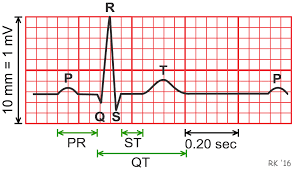 R
P
T
P
Q
S
10 mm = 1 mV
PR
ST
0.20 sec
QT
RK '16